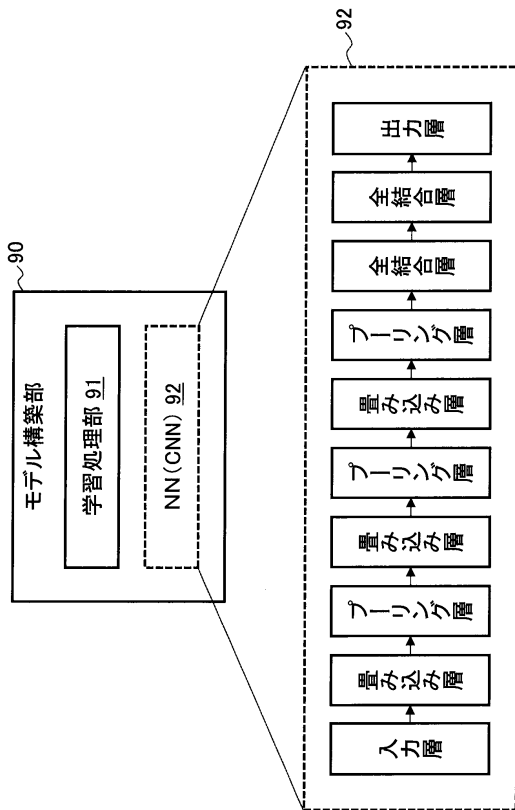 90
モデル構築部
学習処理部 91
NN(CNN) 92
92
入力層
畳み込み層
プーリング層
畳み込み層
プーリング層
畳み込み層
プーリング層
全結合層
全結合層
出力層